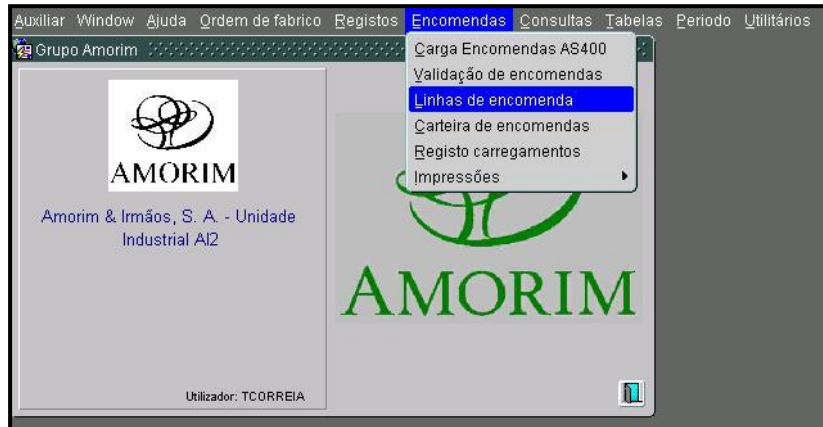 Auxiliar Window Ajuda Ordem de fabrico Registos Encomendas Consultas Tabelas Periodo Utilitários
Grupo Amorim
Carga Encomendas AS400
Validação de encomendas
Linhas de encomenda
Carteira de encomendas
Registo carregamentos
Impressões
AMORIM
Amorim & Irmãos, S. A. - Unidade
Industrial AI2
AMORIM
Utilizador: TCORREIA